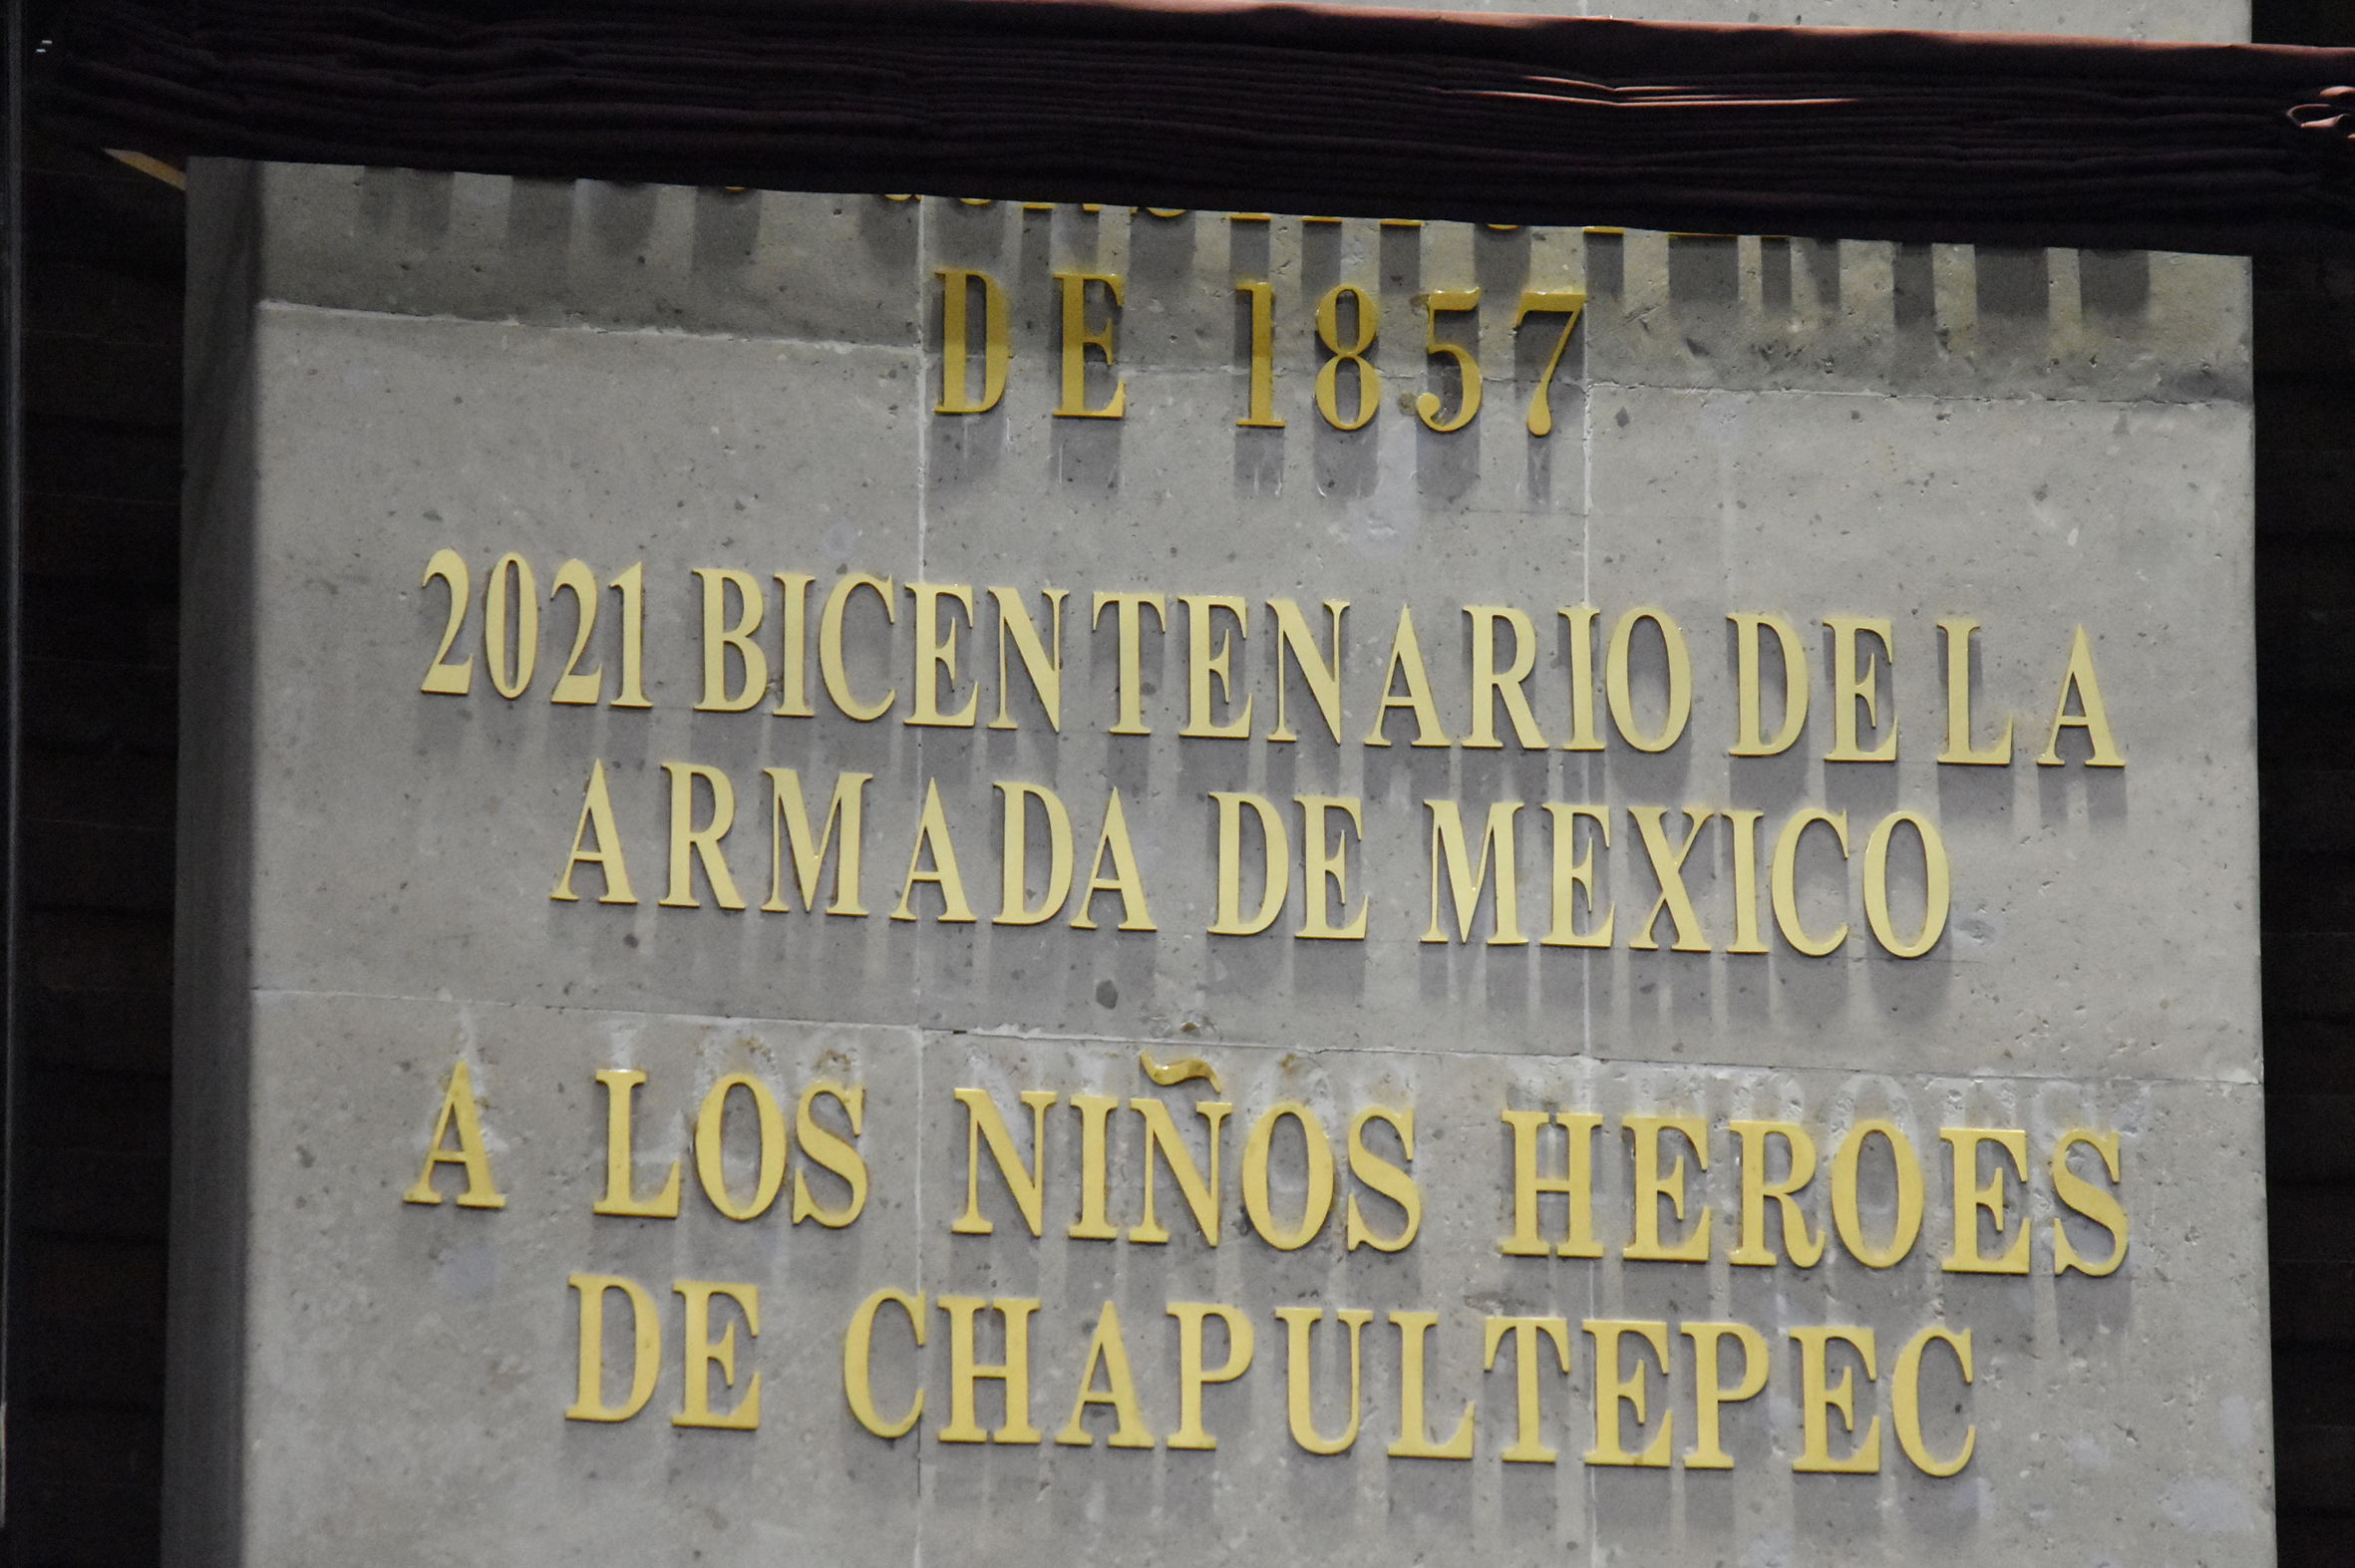 DE 1857
2021 BICENTENARIO DE LA
ARMADA DE MEXICO
A LOS NIÑOS HEROES
DE CHAPULTEPEC